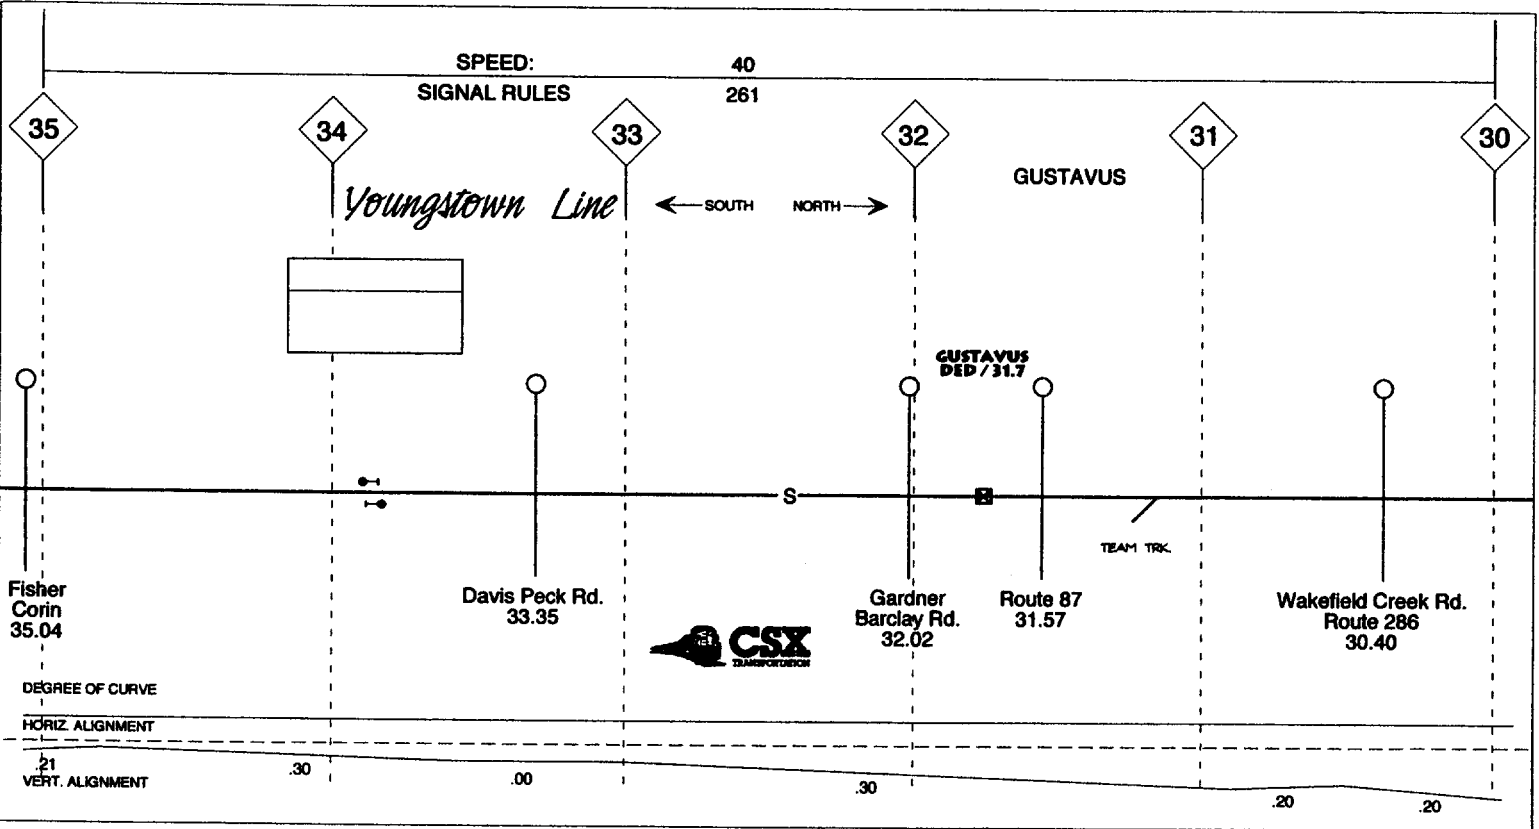 SPEED: 40
SIGNAL RULES 261
35 34 33 32 31 30
GUSTAVUS
Youngstown Line
SOUTH NORTH
GUSTAVUS
DED / 31.7
S
TEAM TRK.
Fisher
Corin
35.04
Davis Peck Rd.
33.35
Gardner
Barclay Rd.
32.02
Route 87
31.57
Wakefield Creek Rd.
Route 286
30.40
CSX
TRANSPORTATION
DEGREE OF CURVE
HORIZ. ALIGNMENT
.21 .30 .00 .30 .20 .20
VERT. ALIGNMENT